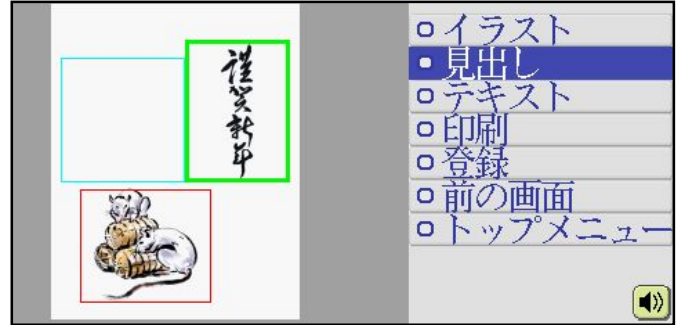 謹賀新年
イラスト
見出し
テキスト
印刷
登録
前の画面
トップメニュー